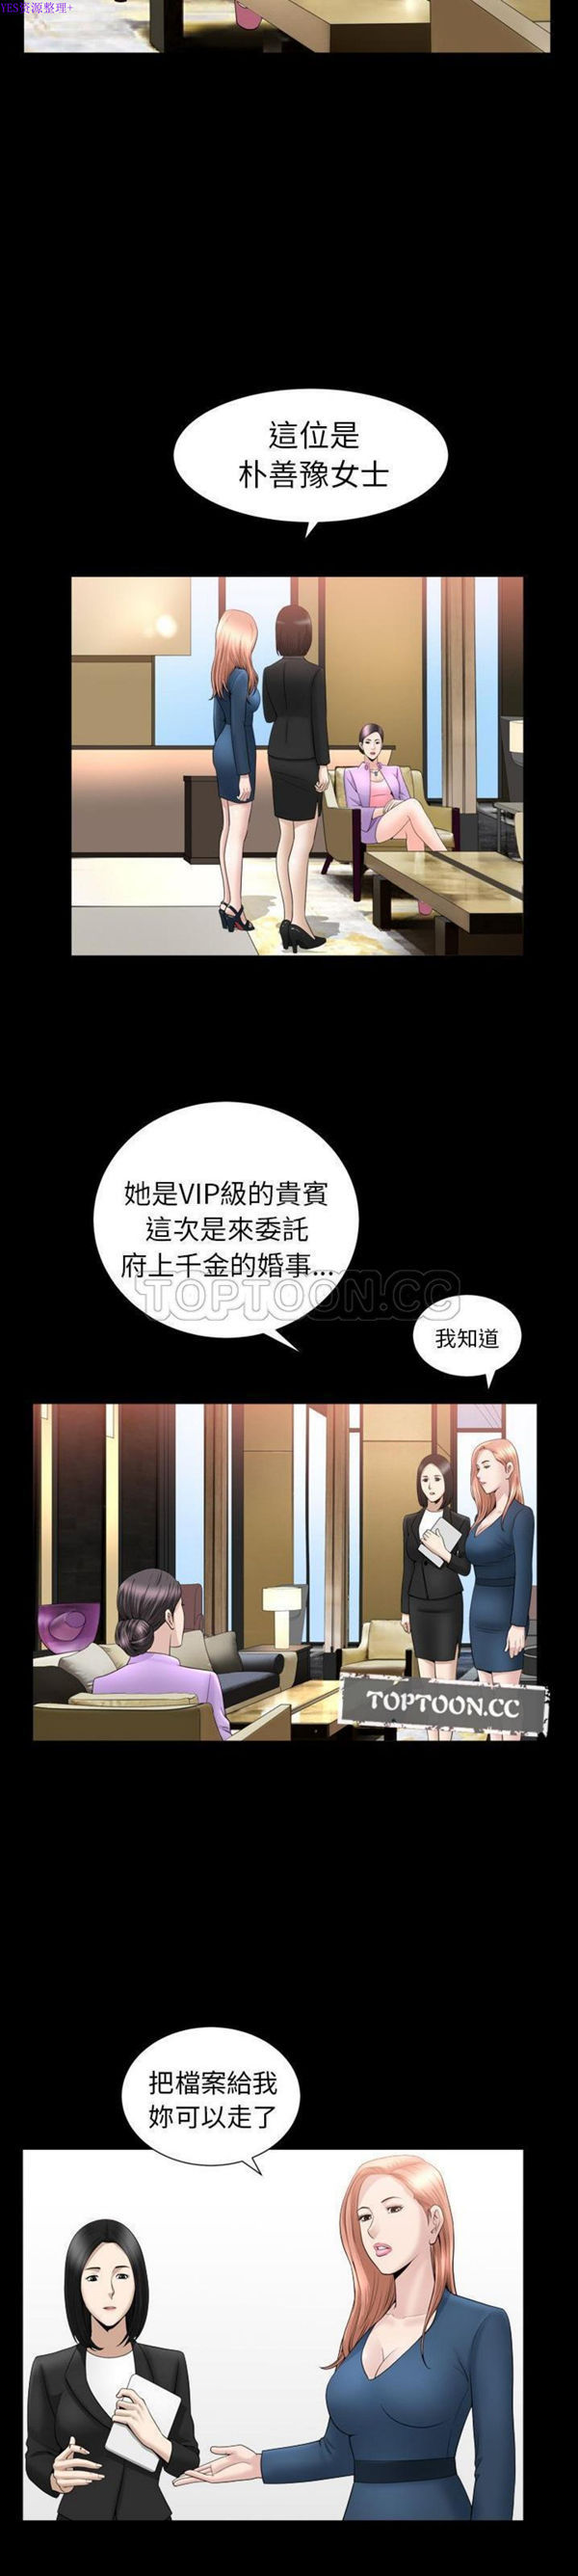 YES资源整理+
這位是
朴善豫女士
她是VIP級的貴賓
這次是來委託
府上千金的婚事...
TOPTOON.CC
我知道
TOPTOON.CC
把檔案給我
妳可以走了